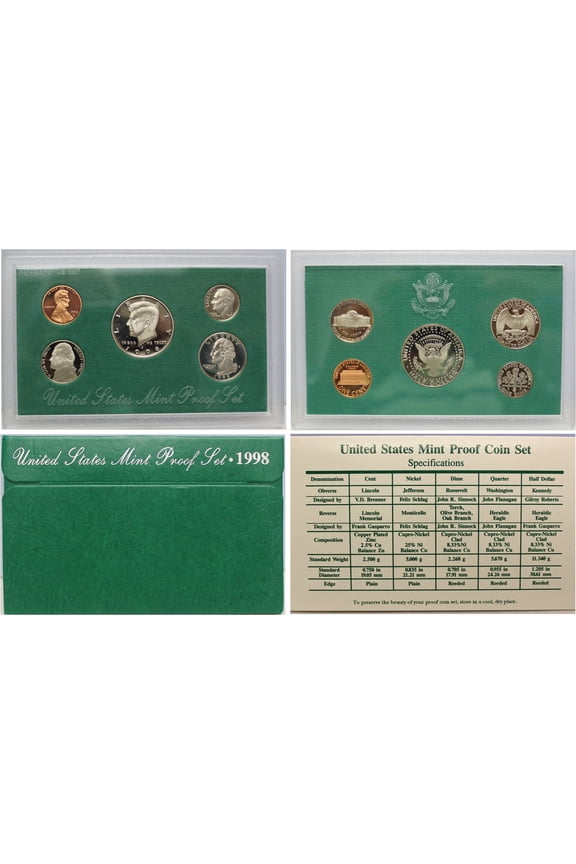 United States Mint Proof Set
United States Mint Proof Set · 1998
United States Mint Proof Coin Set
Specifications
Denomination Cent Nickel Dime Quarter Half Dollar
Obverse Lincoln Jefferson Roosevelt Washington Kennedy
Designed by V.D. Brenner Felix Schlag John R. Sinnock John Flanagan Gilroy Roberts
Reverse Lincoln Memorial Monticello Torch, Olive Branch, Oak Branch Heraldic Eagle Heraldic Eagle
Designed by Frank Gasparro Felix Schlag John R. Sinnock John Flanagan Frank Gasparro
Composition Copper Plated Zinc 2.5% Cu Balance Zn Cupro-Nickel 25% Ni Balance Cu Cupro-Nickel Clad 8.33% Ni Balance Cu Cupro-Nickel Clad 8.33% Ni Balance Cu Cupro-Nickel Clad 8.33% Ni Balance Cu
Standard Weight 2.500 g 5.000 g 2.268 g 5.670 g 11.340 g
Standard Diameter 0.750 in 19.05 mm 0.835 in 21.21 mm 0.705 in 17.91 mm 0.955 in 24.26 mm 1.205 in 30.61 mm
Edge Plain Plain Reeded Reeded Reeded
To preserve the beauty of your proof coin set, store in a cool, dry place.